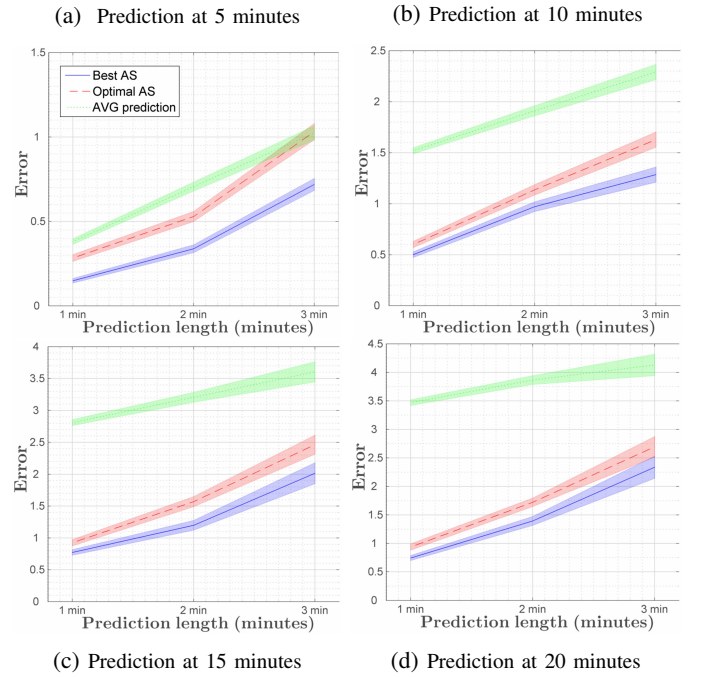 (a) Prediction at 5 minutes
(b) Prediction at 10 minutes
1.5
1
0.5
0
Error
Best AS
Optimal AS
AVG prediction
1 min
2 min
3 min
Prediction length (minutes)
2.5
2
1.5
1
0.5
0
Error
1 min
2 min
3 min
Prediction length (minutes)
4
3.5
3
2.5
2
1.5
1
0.5
0
Error
1 min
2 min
3 min
Prediction length (minutes)
4.5
4
3.5
3
2.5
2
1.5
1
0.5
0
Error
1 min
2 min
3 min
Prediction length (minutes)
(c) Prediction at 15 minutes
(d) Prediction at 20 minutes